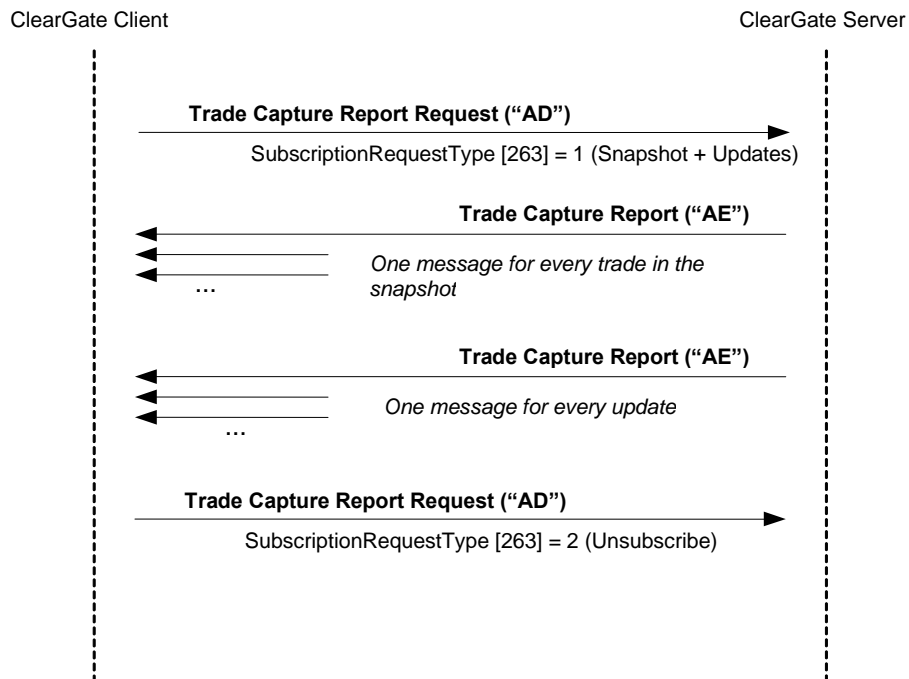 ClearGate Client
ClearGate Server
Trade Capture Report Request (“AD”)
SubscriptionRequestType [263] = 1 (Snapshot + Updates)
Trade Capture Report (“AE”)
One message for every trade in the
snapshot
...
Trade Capture Report (“AE”)
One message for every update
...
Trade Capture Report Request (“AD”)
SubscriptionRequestType [263] = 2 (Unsubscribe)